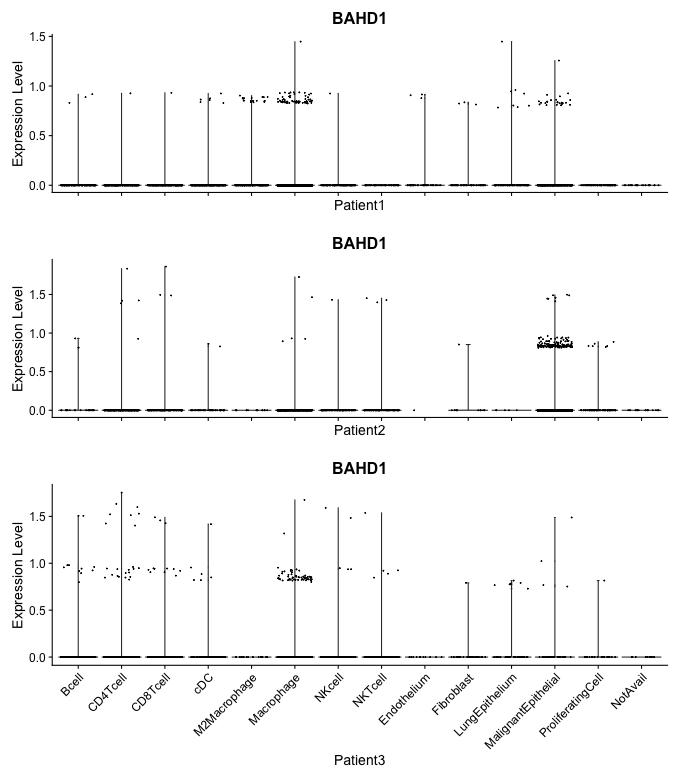 BAHD1
Expression Level
1.5
1.0
0.5
0.0
Patient1
BAHD1
Expression Level
1.5
1.0
0.5
0.0
Patient2
BAHD1
Expression Level
1.5
1.0
0.5
0.0
Bcell
CD4Tcell
CD8Tcell
cDC
M2Macrophage
Macrophage
NKcell
NKTcell
Endothelium
Fibroblast
LungEpithelium
MalignantEpithelial
ProliferatingCell
NotAvail
Patient3